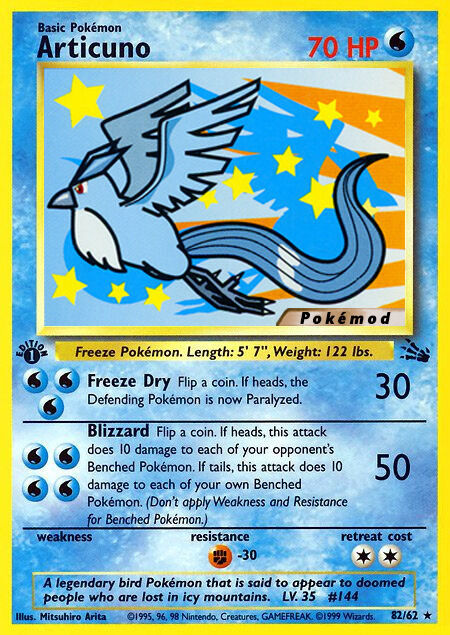 Basic Pokémon
Articuno 70 HP
Pokémod
EDITION
1
Freeze Pokémon. Length: 5' 7", Weight: 122 lbs.
Freeze Dry Flip a coin. If heads, the
Defending Pokémon is now Paralyzed.
30
Blizzard Flip a coin. If heads, this attack
does 10 damage to each of your opponent's
Benched Pokémon. If tails, this attack does 10
damage to each of your own Benched
Pokémon. (Don't apply Weakness and Resistance
for Benched Pokémon.)
50
weakness resistance retreat cost
-30
A legendary bird Pokémon that is said to appear to doomed
people who are lost in icy mountains. LV. 35 #144
Illus. Mitsuhiro Arita ©1995, 96, 98 Nintendo, Creatures, GAMEFREAK. ©1999 Wizards. 82/62 ★